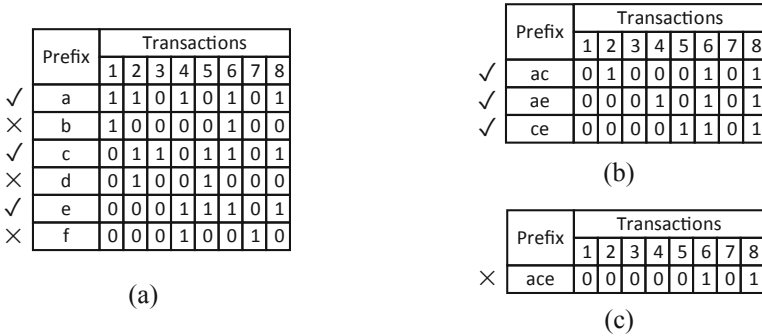 Prefix Transactions
1 2 3 4 5 6 7 8
✓ a 1 1 0 1 0 1 0 1
× b 1 0 0 0 0 1 0 0
✓ c 0 1 1 0 1 1 0 1
× d 0 1 0 0 1 0 0 0
✓ e 0 0 0 1 1 1 0 1
× f 0 0 0 1 0 0 1 0
(a)
Prefix Transactions
1 2 3 4 5 6 7 8
✓ ac 0 1 0 0 0 1 0 1
✓ ae 0 0 0 1 0 1 0 1
✓ ce 0 0 0 0 1 1 0 1
(b)
Prefix Transactions
1 2 3 4 5 6 7 8
× ace 0 0 0 0 0 1 0 1
(c)